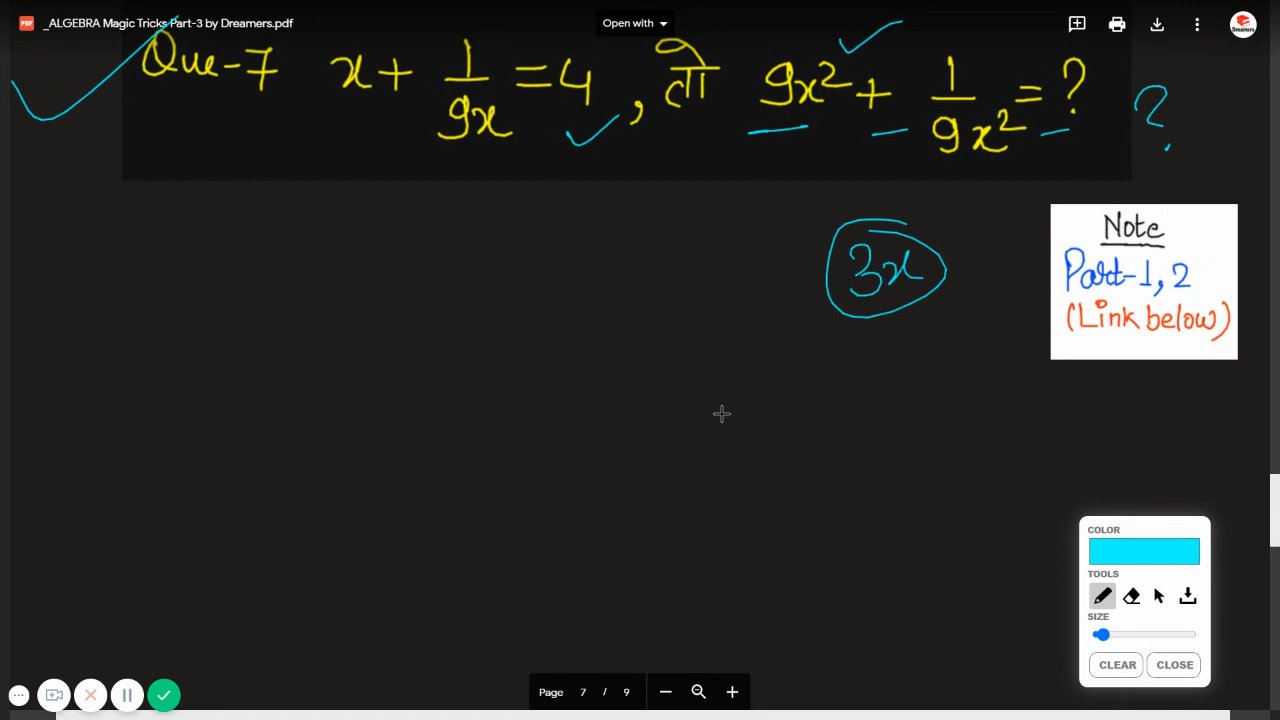 _ALGEBRA Magic Tricks Part-3 by Dreamers.pdf
Open with
Dreamers
Que-7 x + 1/9x = 4, तो 9x² + 1/9x² = ? ?
3x
Note
Part-1, 2
(Link below)
COLOR
TOOLS
SIZE
CLEAR CLOSE
Page 7 / 9